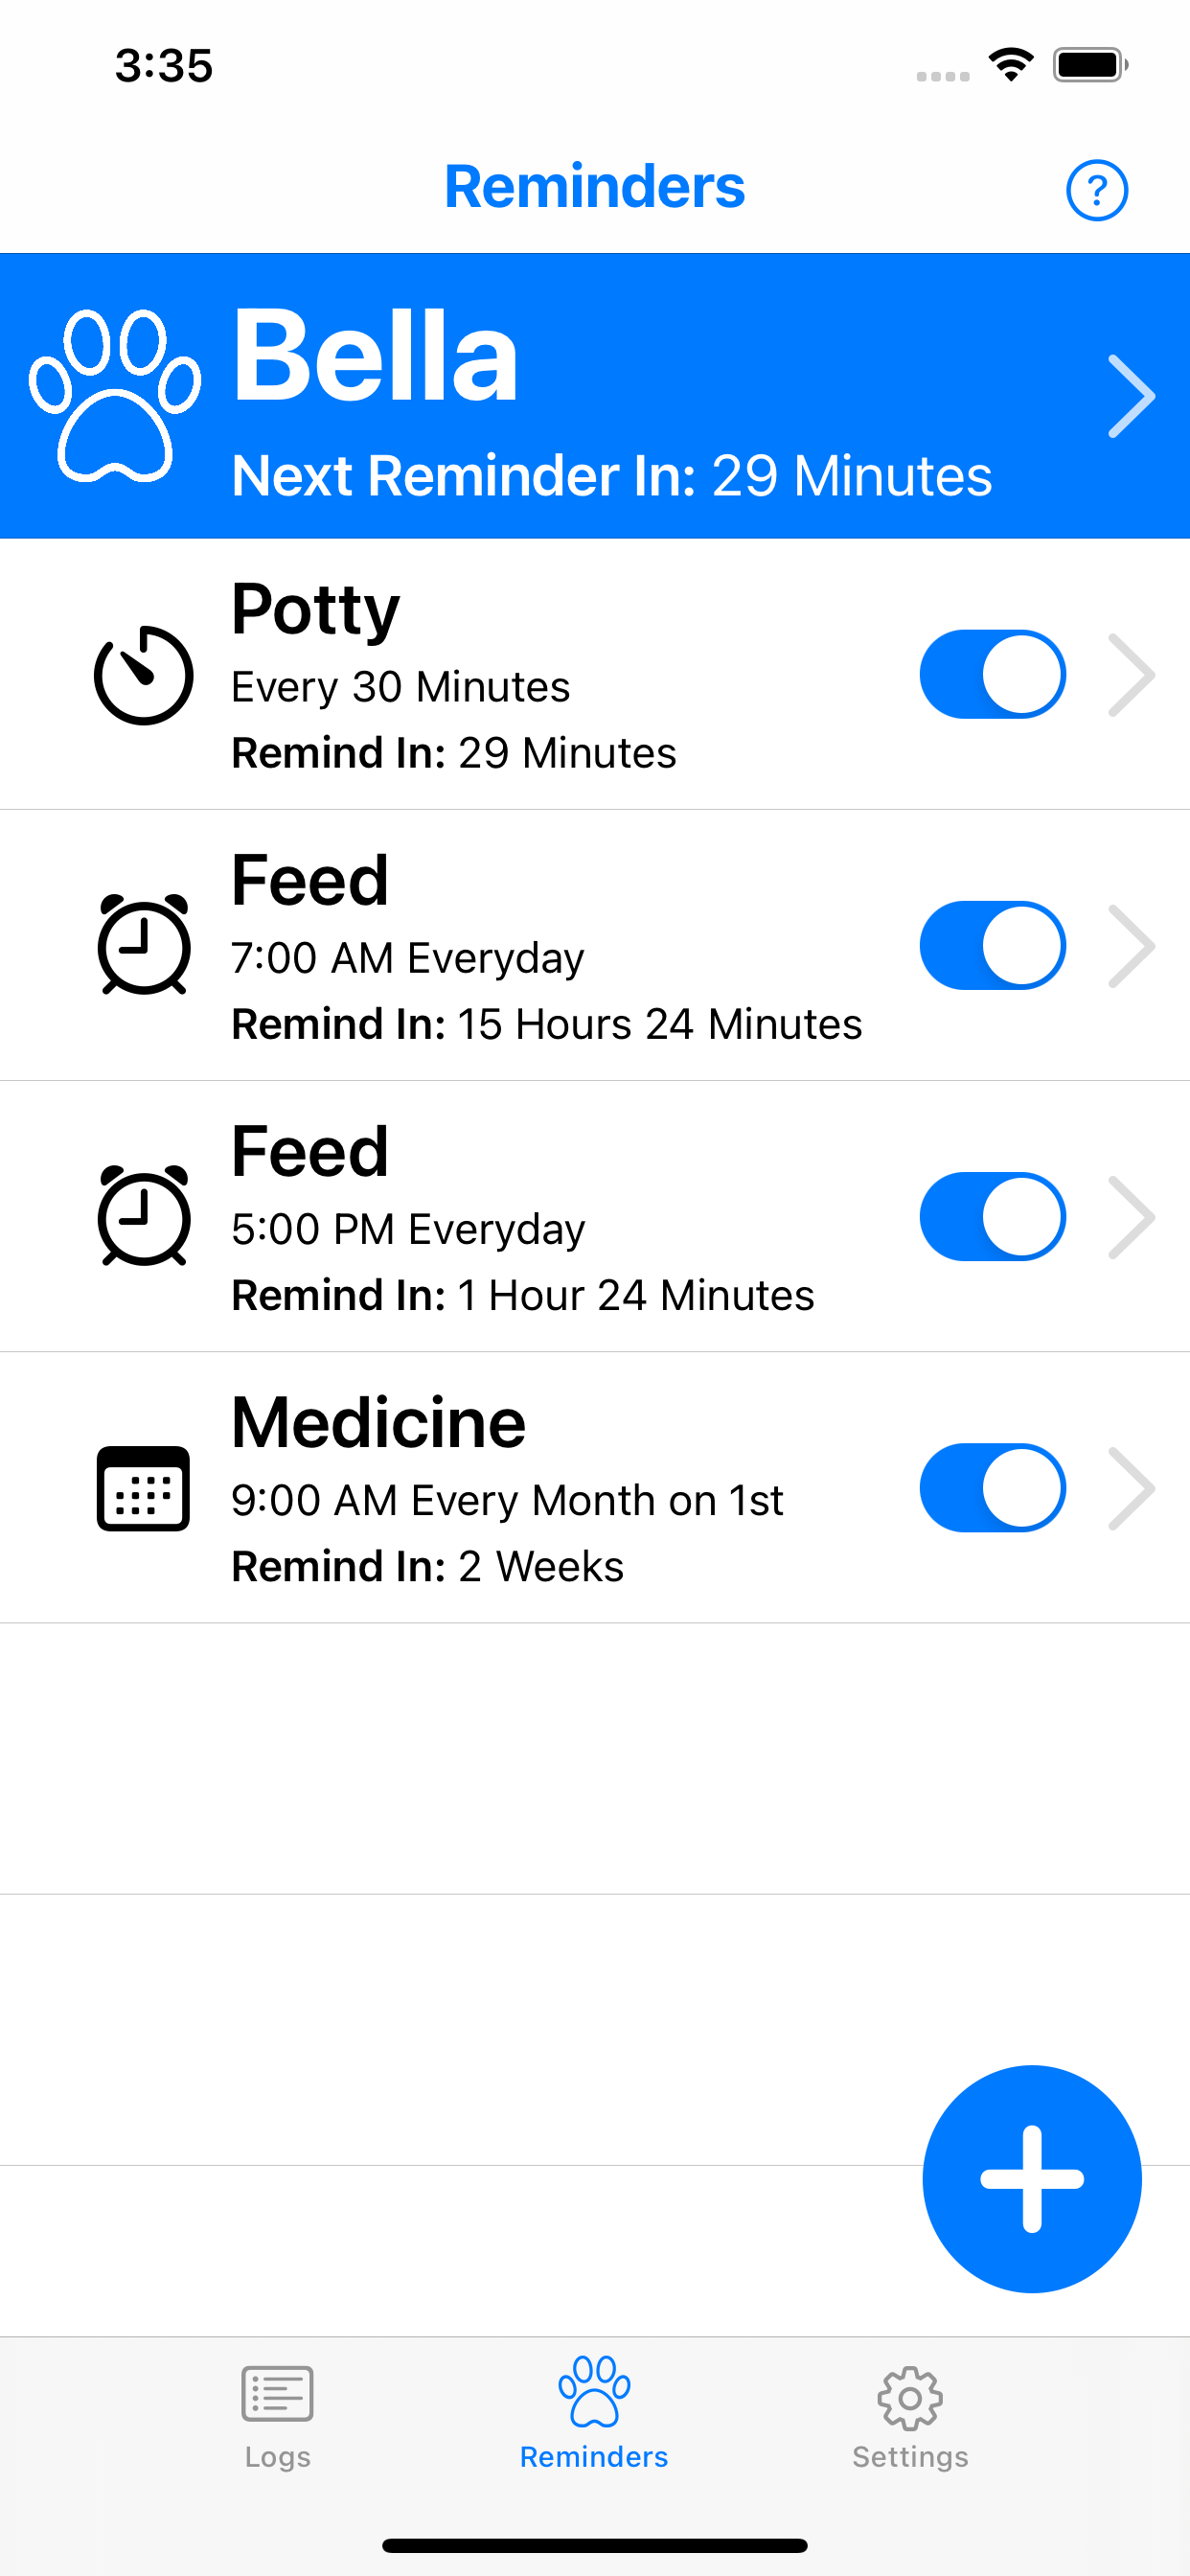 3:35
Reminders
?
Bella
Next Reminder In: 29 Minutes
Potty
Every 30 Minutes
Remind In: 29 Minutes
Feed
7:00 AM Everyday
Remind In: 15 Hours 24 Minutes
Feed
5:00 PM Everyday
Remind In: 1 Hour 24 Minutes
Medicine
9:00 AM Every Month on 1st
Remind In: 2 Weeks
Logs
Reminders
Settings